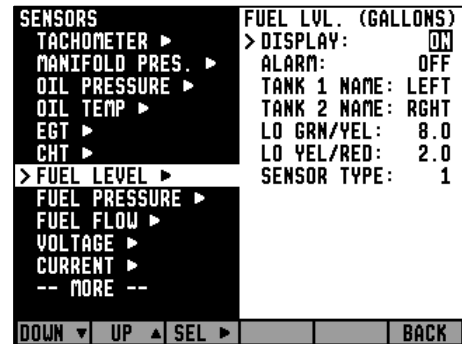 SENSORS
TACHOMETER ►
MANIFOLD PRES. ►
OIL PRESSURE ►
OIL TEMP ►
EGT ►
CHT ►
>FUEL LEVEL ►
FUEL PRESSURE ►
FUEL FLOW ►
VOLTAGE ►
CURRENT ►
-- MORE --
FUEL LVL. (GALLONS)
>DISPLAY: ON
ALARM: OFF
TANK 1 NAME: LEFT
TANK 2 NAME: RGHT
LO GRN/YEL: 8.0
LO YEL/RED: 2.0
SENSOR TYPE: 1
DOWN ▼ UP ▲ SEL ► BACK